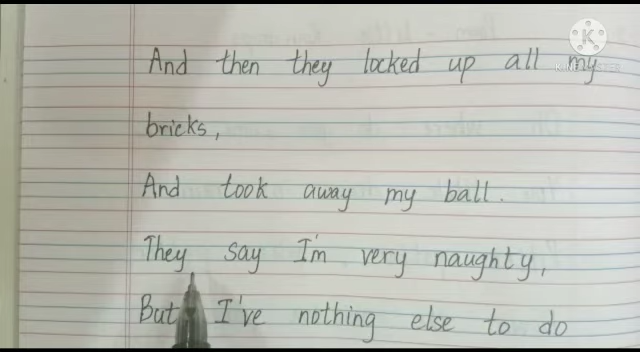 And then they locked up all my
bricks,
And took away my ball.
They say I'm very naughty,
But I've nothing else to do